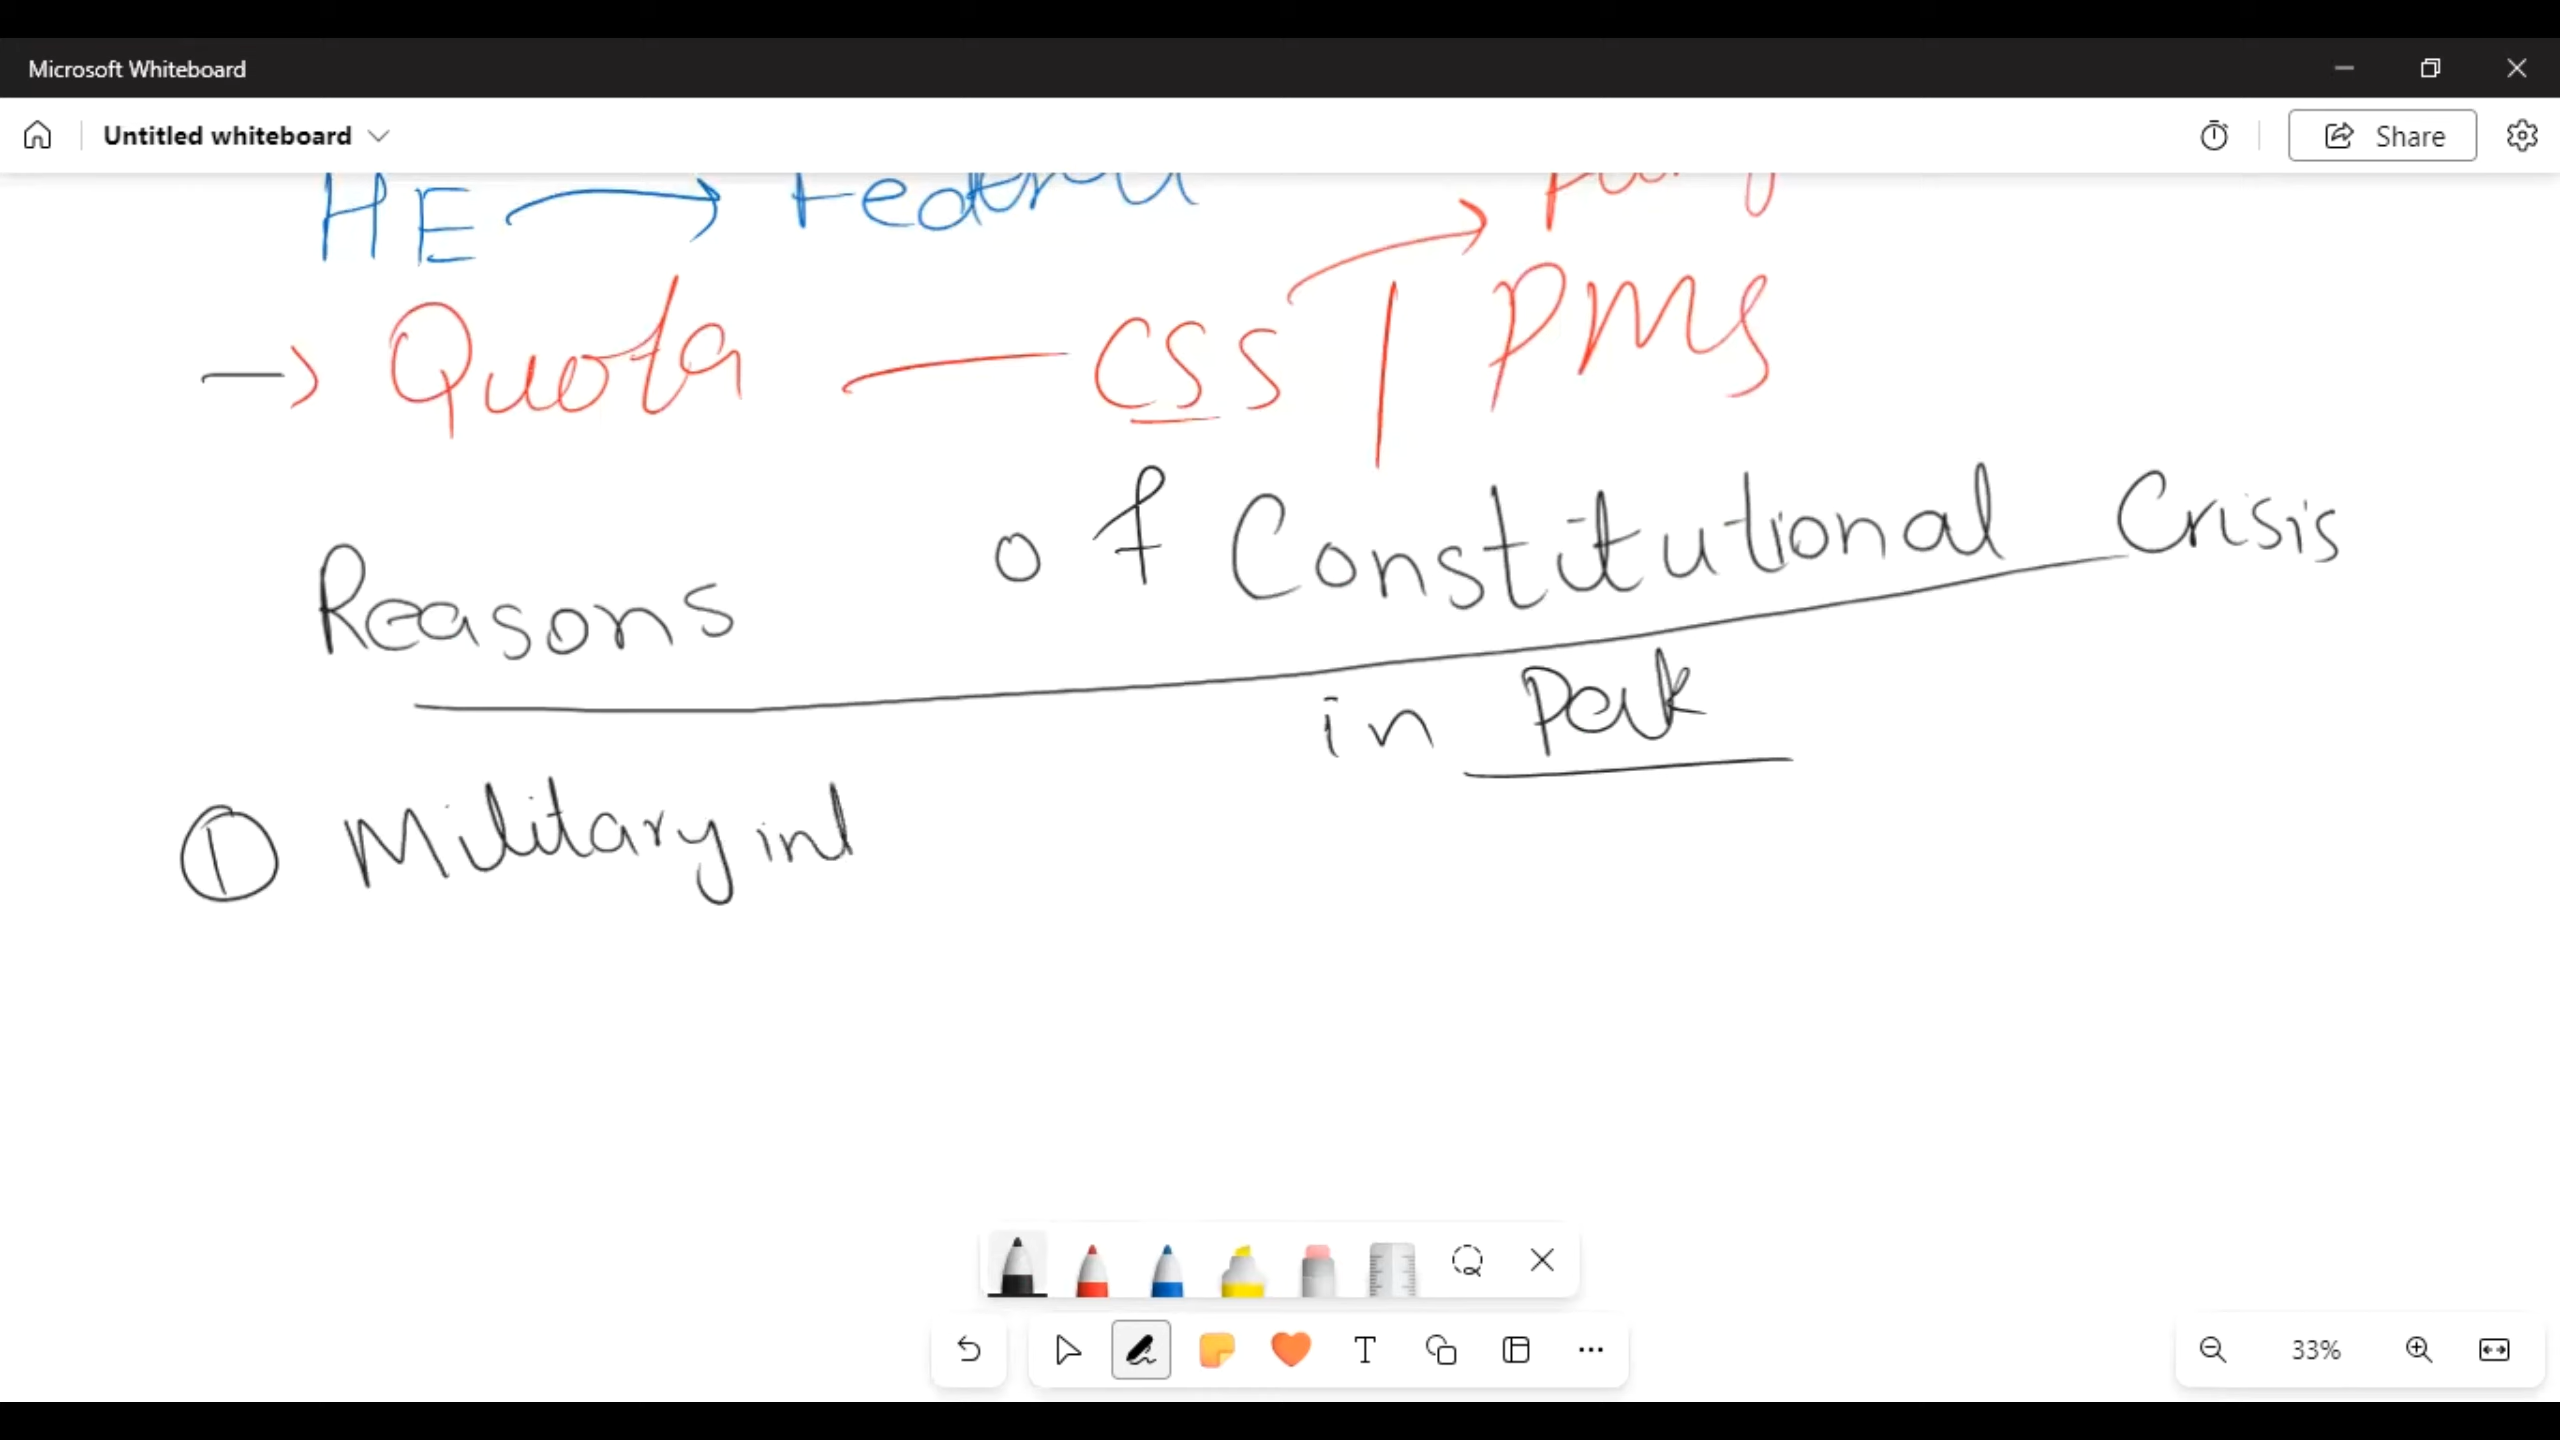 Microsoft Whiteboard
Untitled whiteboard
Share
HE → Federal
→ Quota — CSS | PMS
Reasons of Constitutional Crisis
in Pak
① Military int
33%